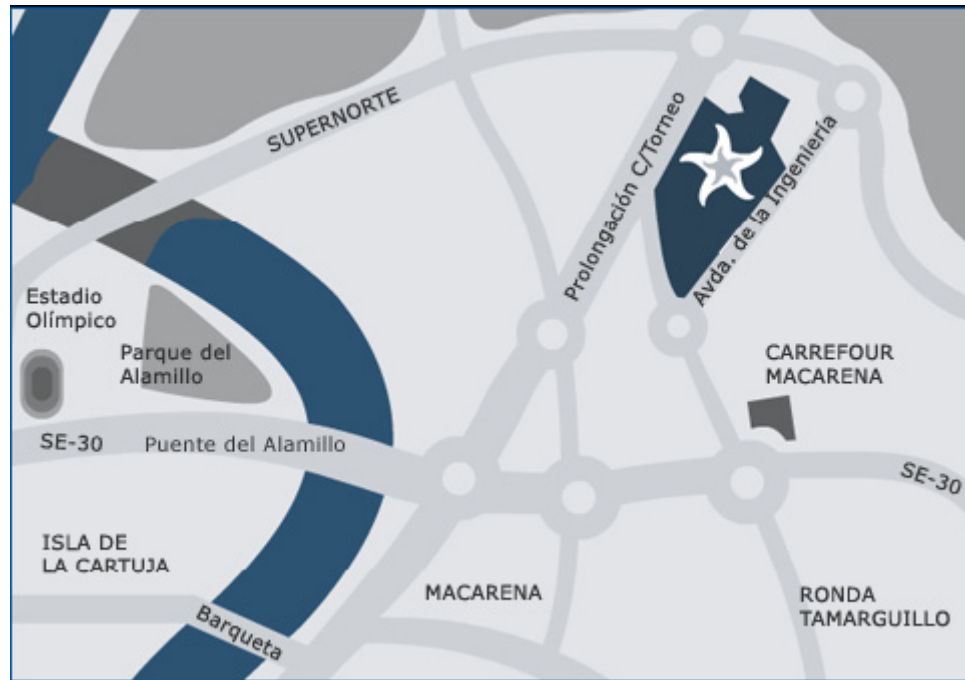 SUPERNORTE
Prolongación C/Torneo
Avda. de la Ingeniería
Estadio
Olímpico
Parque del
Alamillo
CARREFOUR
MACARENA
SE-30
Puente del Alamillo
SE-30
ISLA DE
LA CARTUJA
MACARENA
RONDA
TAMARGUILLO
Barqueta